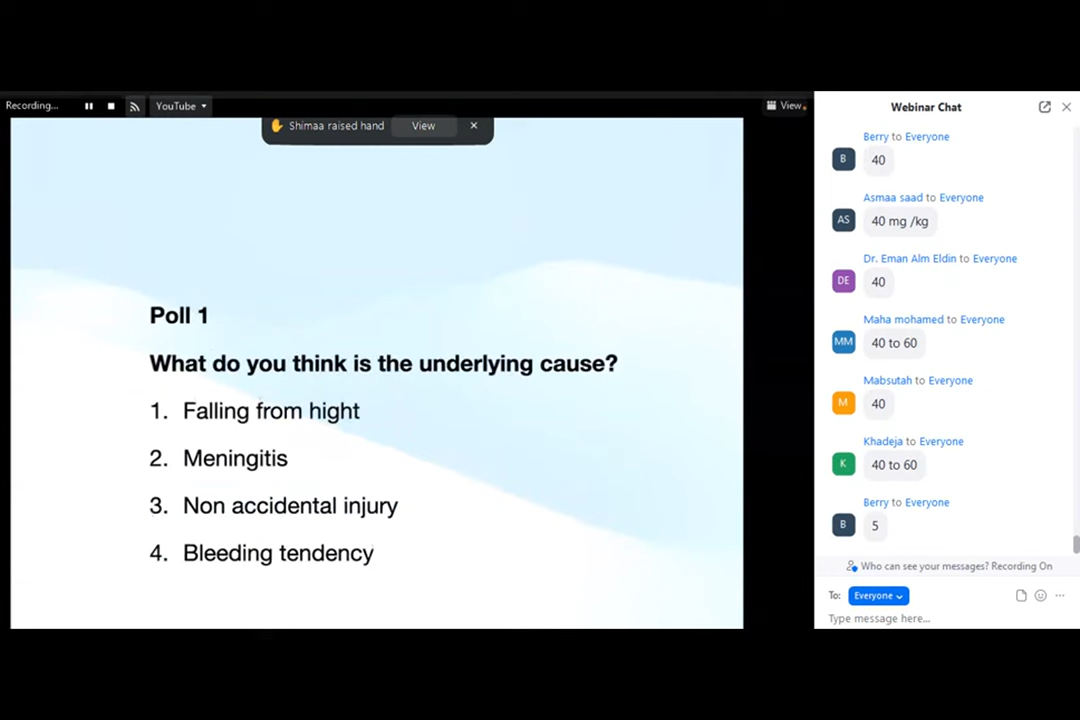 Recording...
YouTube
View
Shimaa raised hand
View
Poll 1
What do you think is the underlying cause?
1. Falling from hight
2. Meningitis
3. Non accidental injury
4. Bleeding tendency
Webinar Chat
Berry to Everyone
B
40
Asmaa saad to Everyone
AS
40 mg /kg
Dr. Eman Alm Eldin to Everyone
DE
40
Maha mohamed to Everyone
MM
40 to 60
Mabsutah to Everyone
M
40
Khadeja to Everyone
K
40 to 60
Berry to Everyone
B
5
Who can see your messages? Recording On
To: Everyone
Type message here...